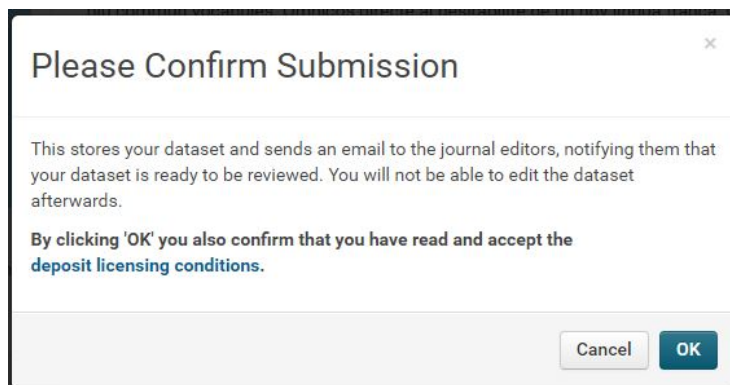 ×
Please Confirm Submission
This stores your dataset and sends an email to the journal editors, notifying them that
your dataset is ready to be reviewed. You will not be able to edit the dataset
afterwards.
By clicking 'OK' you also confirm that you have read and accept the
deposit licensing conditions.
Cancel OK